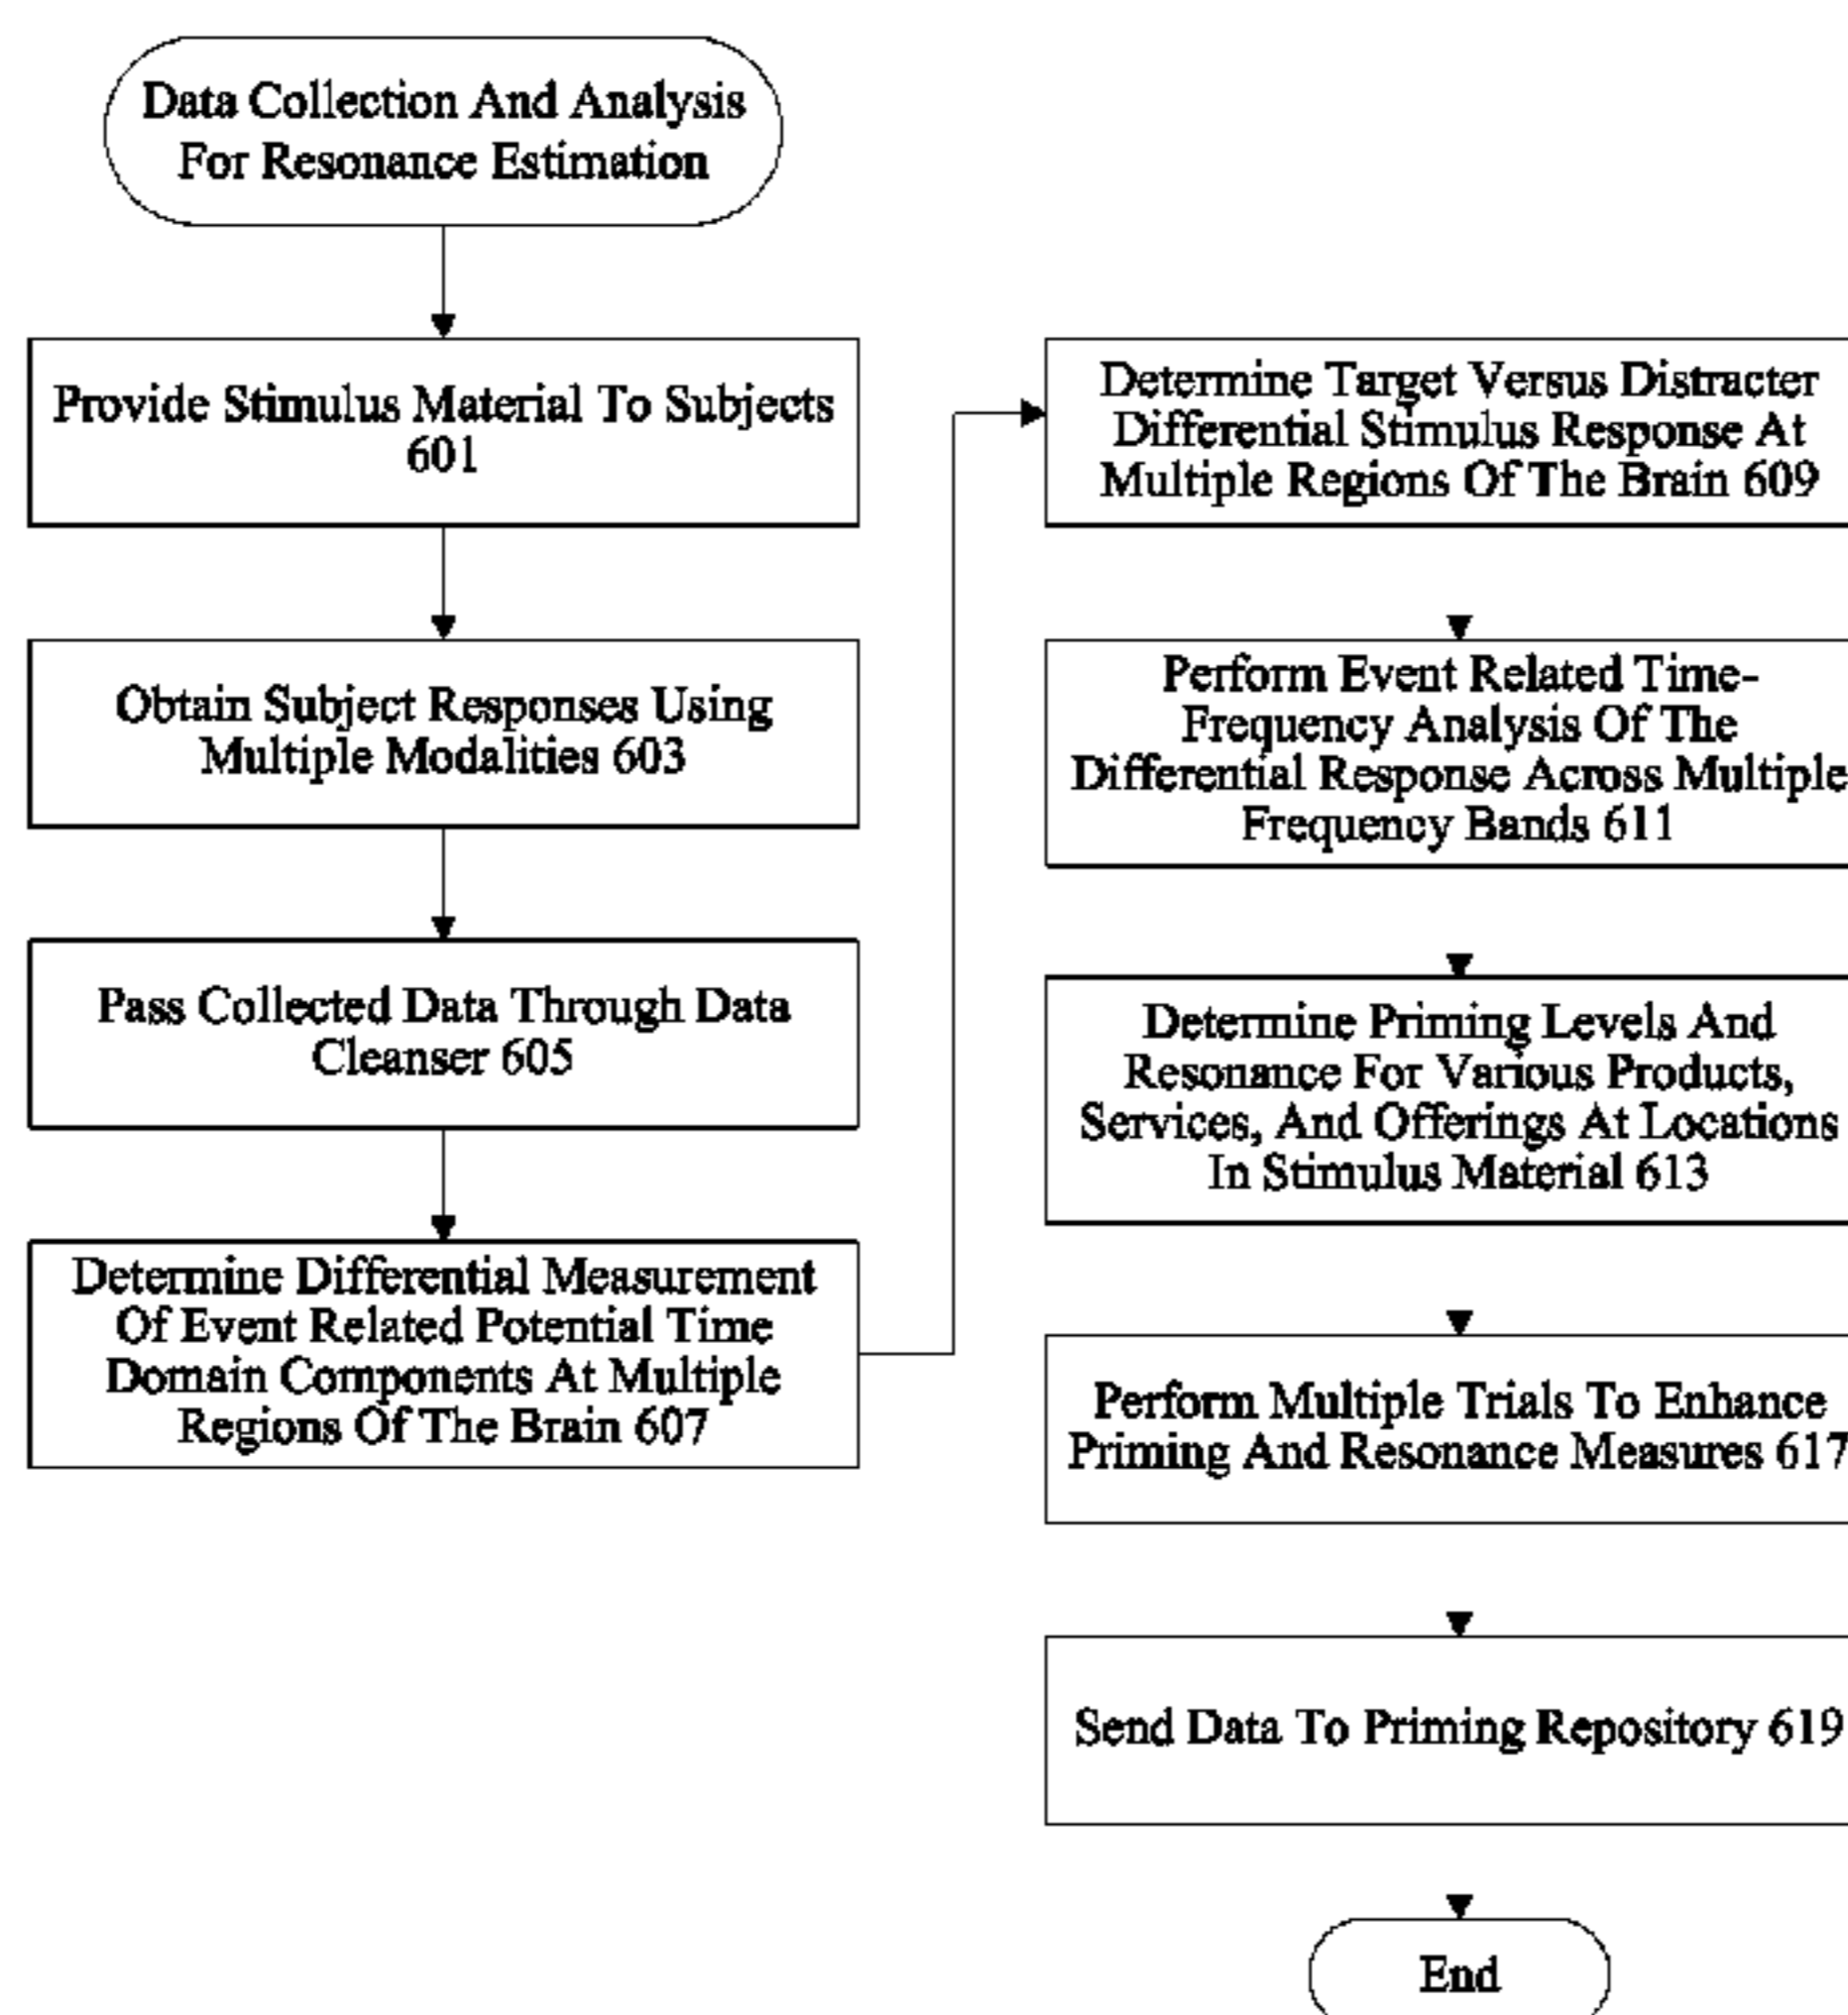 Data Collection And Analysis
For Resonance Estimation
Provide Stimulus Material To Subjects
601
Obtain Subject Responses Using
Multiple Modalities 603
Pass Collected Data Through Data
Cleanser 605
Determine Differential Measurement
Of Event Related Potential Time
Domain Components At Multiple
Regions Of The Brain 607
Determine Target Versus Distracter
Differential Stimulus Response At
Multiple Regions Of The Brain 609
Perform Event Related Time-
Frequency Analysis Of The
Differential Response Across Multiple
Frequency Bands 611
Determine Priming Levels And
Resonance For Various Products,
Services, And Offerings At Locations
In Stimulus Material 613
Perform Multiple Trials To Enhance
Priming And Resonance Measures 617
Send Data To Priming Repository 619
End